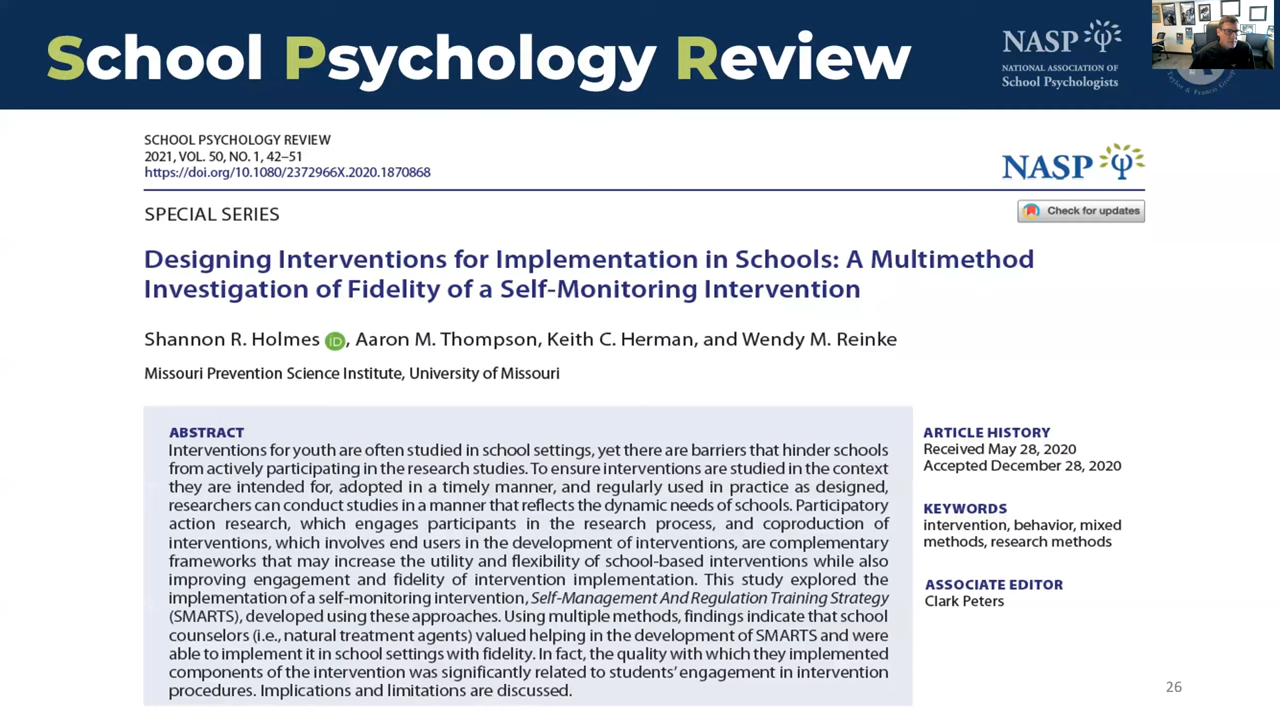 School Psychology Review
NASP
NATIONAL ASSOCIATION OF
School Psychologists
Taylor & Francis Group
SCHOOL PSYCHOLOGY REVIEW
2021, VOL. 50, NO. 1, 42–51
https://doi.org/10.1080/2372966X.2020.1870868
NASP
SPECIAL SERIES
Check for updates
Designing Interventions for Implementation in Schools: A Multimethod
Investigation of Fidelity of a Self-Monitoring Intervention
Shannon R. Holmes iD, Aaron M. Thompson, Keith C. Herman, and Wendy M. Reinke
Missouri Prevention Science Institute, University of Missouri
ABSTRACT
Interventions for youth are often studied in school settings, yet there are barriers that hinder schools
from actively participating in the research studies. To ensure interventions are studied in the context
they are intended for, adopted in a timely manner, and regularly used in practice as designed,
researchers can conduct studies in a manner that reflects the dynamic needs of schools. Participatory
action research, which engages participants in the research process, and coproduction of
interventions, which involves end users in the development of interventions, are complementary
frameworks that may increase the utility and flexibility of school-based interventions while also
improving engagement and fidelity of intervention implementation. This study explored the
implementation of a self-monitoring intervention, Self-Management And Regulation Training Strategy
(SMARTS), developed using these approaches. Using multiple methods, findings indicate that school
counselors (i.e., natural treatment agents) valued helping in the development of SMARTS and were
able to implement it in school settings with fidelity. In fact, the quality with which they implemented
components of the intervention was significantly related to students’ engagement in intervention
procedures. Implications and limitations are discussed.
ARTICLE HISTORY
Received May 28, 2020
Accepted December 28, 2020
KEYWORDS
intervention, behavior, mixed
methods, research methods
ASSOCIATE EDITOR
Clark Peters
26